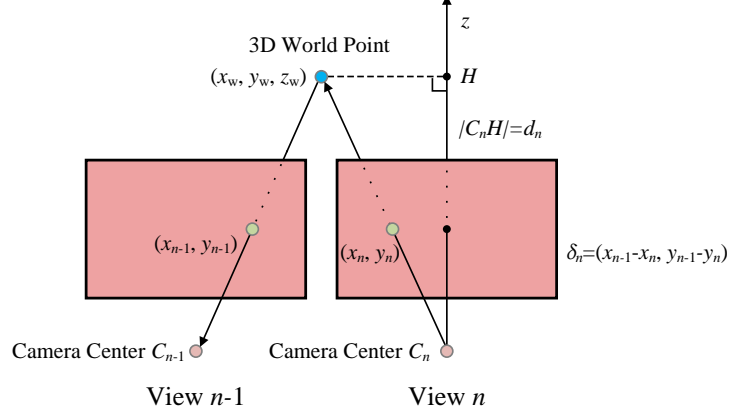 z
3D World Point
(xw, yw, zw)
H
|CnH|=dn
(xn-1, yn-1)
(xn, yn)
δn=(xn-1-xn, yn-1-yn)
Camera Center Cn-1
Camera Center Cn
View n-1
View n